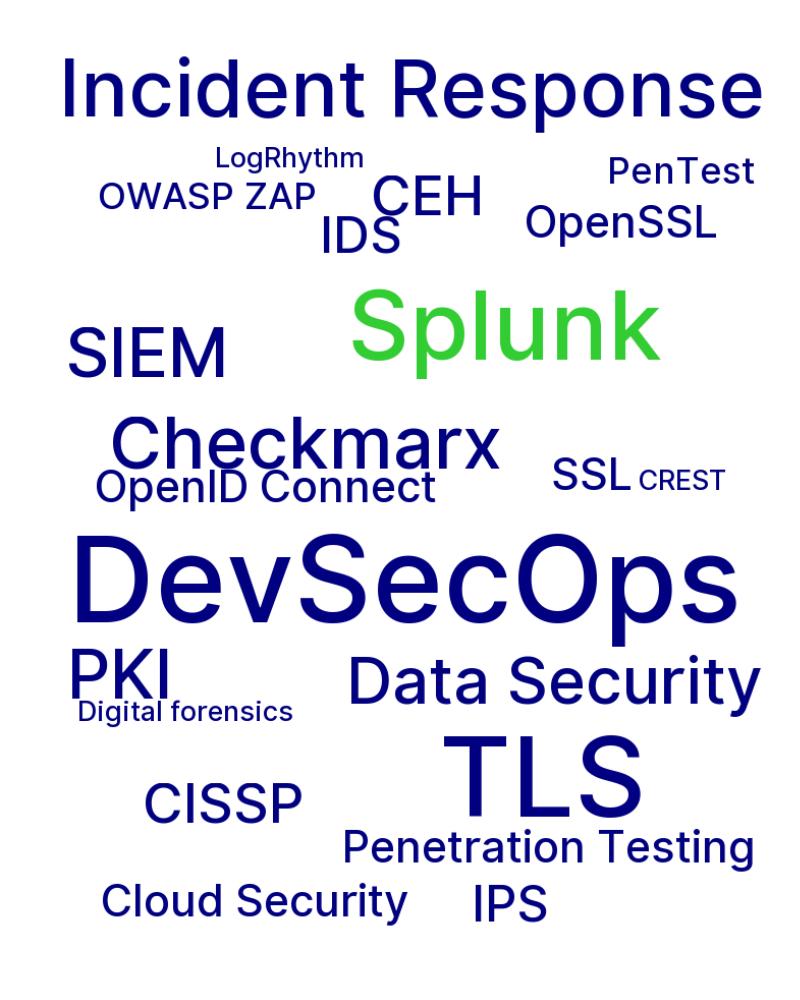 Incident Response
LogRhythm
PenTest
OWASP ZAP
CEH
OpenSSL
IDS
Splunk
SIEM
Checkmarx
OpenID Connect
SSL
CREST
DevSecOps
PKI
Data Security
Digital forensics
TLS
CISSP
Penetration Testing
Cloud Security
IPS